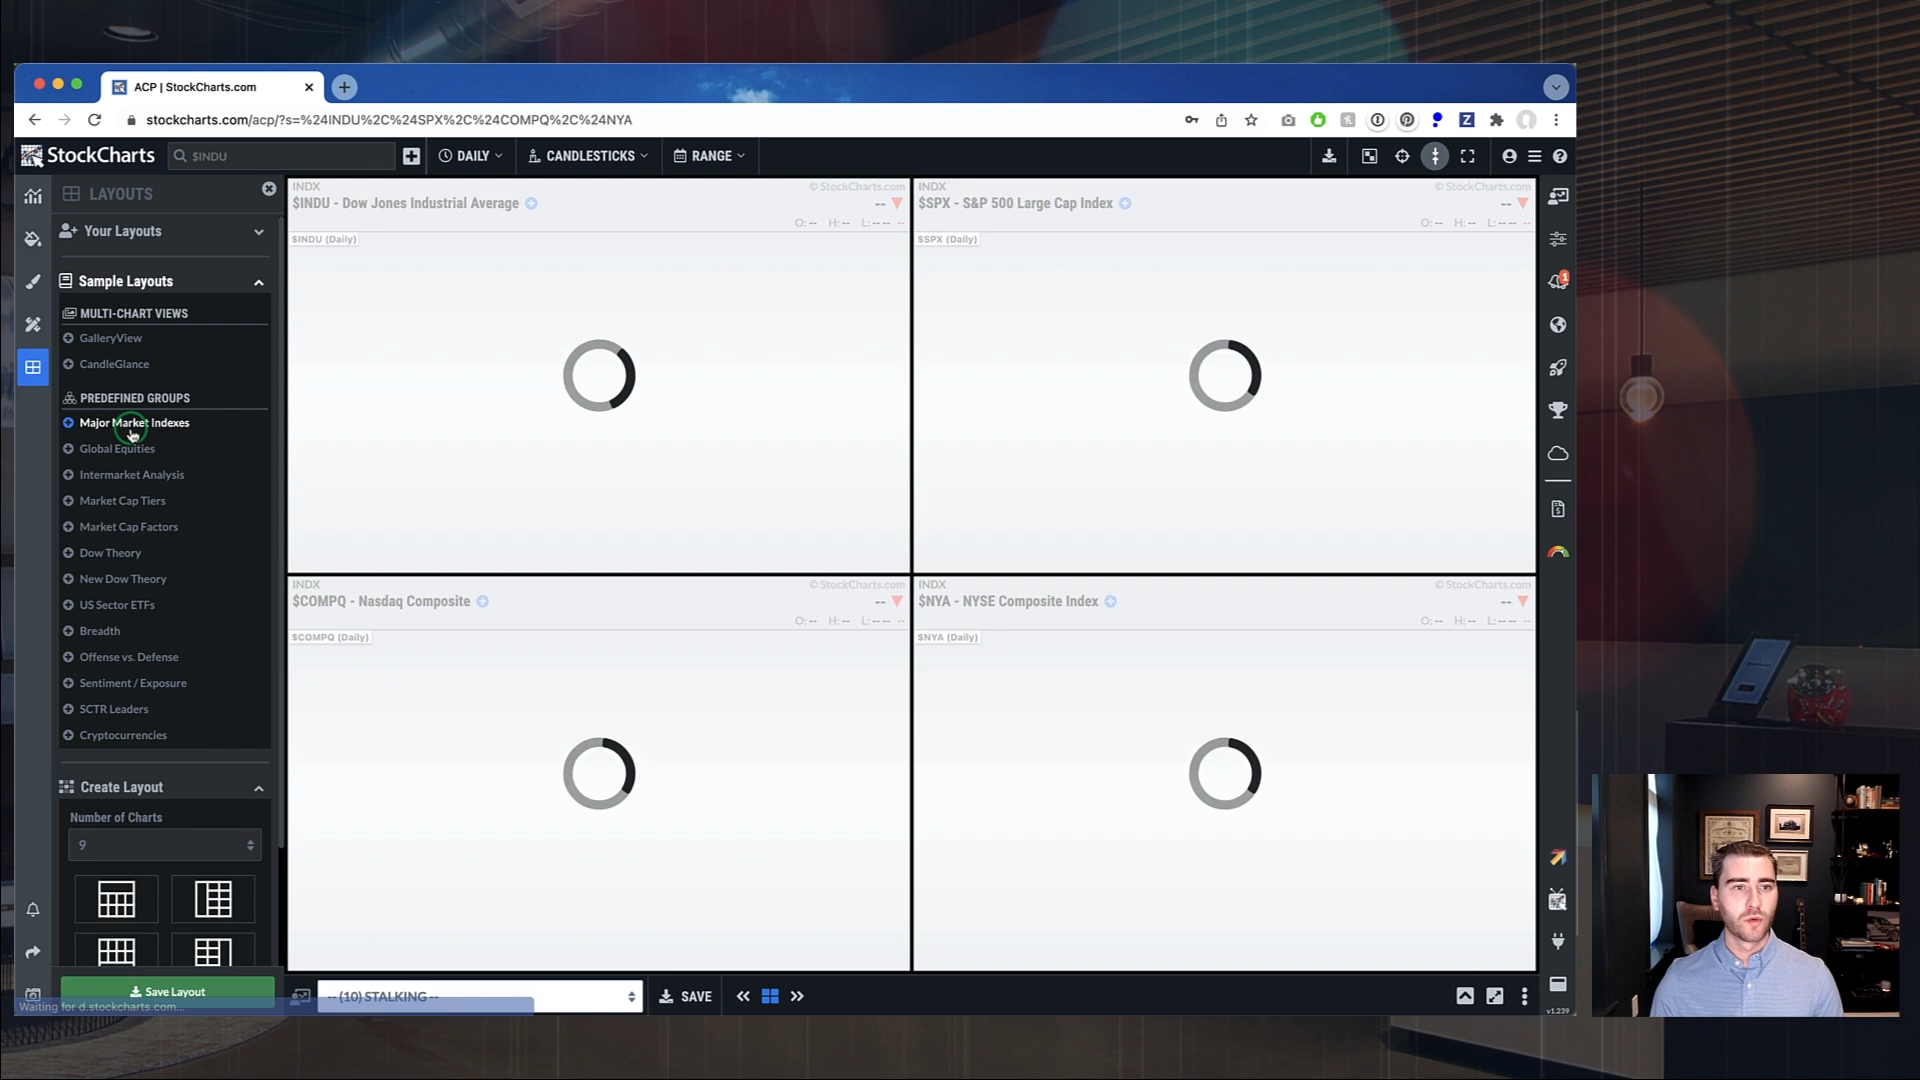 ACP | StockCharts.com
stockcharts.com/acp/?s=%24INDU%2C%24SPX%2C%24COMPQ%2C%24NYA
StockCharts
$INDU
DAILY
CANDLESTICKS
RANGE
LAYOUTS
Your Layouts
Sample Layouts
MULTI-CHART VIEWS
GalleryView
CandleGlance
PREDEFINED GROUPS
Major Market Indexes
Global Equities
Intermarket Analysis
Market Cap Tiers
Market Cap Factors
Dow Theory
New Dow Theory
US Sector ETFs
Breadth
Offense vs. Defense
Sentiment / Exposure
SCTR Leaders
Cryptocurrencies
Create Layout
Number of Charts
9
Save Layout
Waiting for d.stockcharts.com...
INDX © StockCharts.com
$INDU - Dow Jones Industrial Average --
O: -- H: -- L: -- -- --
$INDU (Daily)
INDX © StockCharts.com
$SPX - S&P 500 Large Cap Index --
O: -- H: -- L: -- -- --
$SPX (Daily)
INDX © StockCharts.com
$COMPQ - Nasdaq Composite --
O: -- H: -- L: -- -- --
$COMPQ (Daily)
INDX © StockCharts.com
$NYA - NYSE Composite Index --
O: -- H: -- L: -- -- --
$NYA (Daily)
-- (10) STALKING --
SAVE
1
v1.239